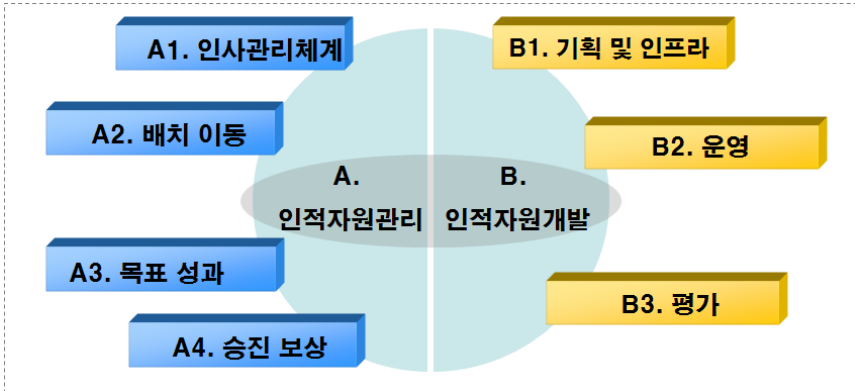 A1. 인사관리체계
A2. 배치 이동
A3. 목표 성과
A4. 승진 보상
A.
인적자원관리
B.
인적자원개발
B1. 기획 및 인프라
B2. 운영
B3. 평가